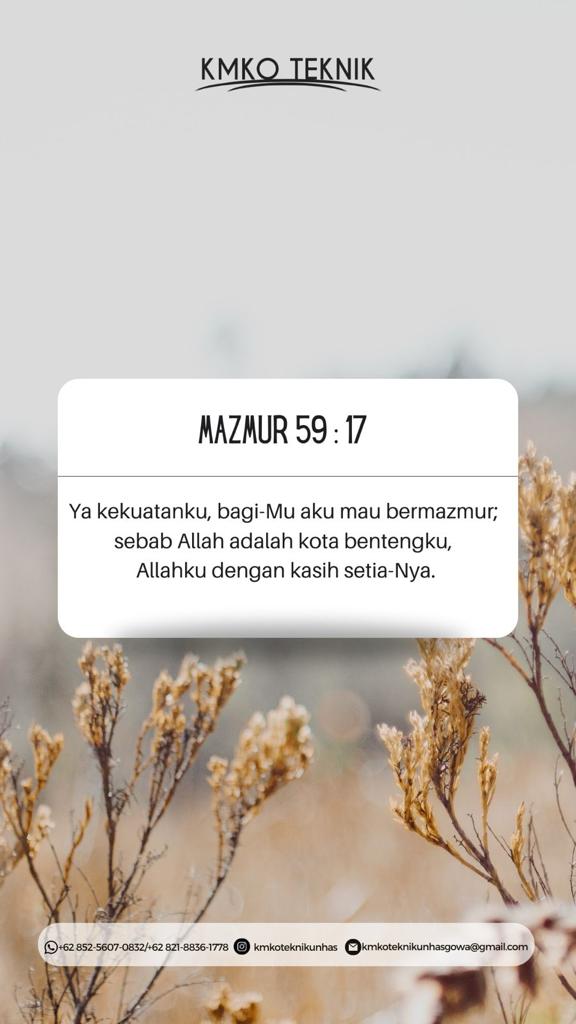 KMKO TEKNIK
MAZMUR 59 : 17
Ya kekuatanku, bagi-Mu aku mau bermazmur;
sebab Allah adalah kota bentengku,
Allahku dengan kasih setia-Nya.
+62 852-5607-0832/+62 821-8836-1778 kmkoteknikunhas kmkoteknikunhasgowa@gmail.com